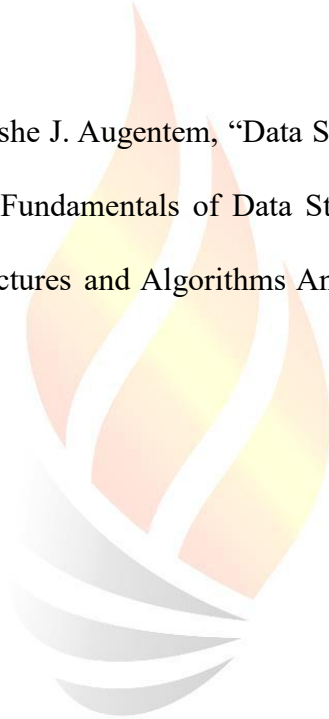 she J. Augentem, “Data S
Fundamentals of Data St
ctures and Algorithms An